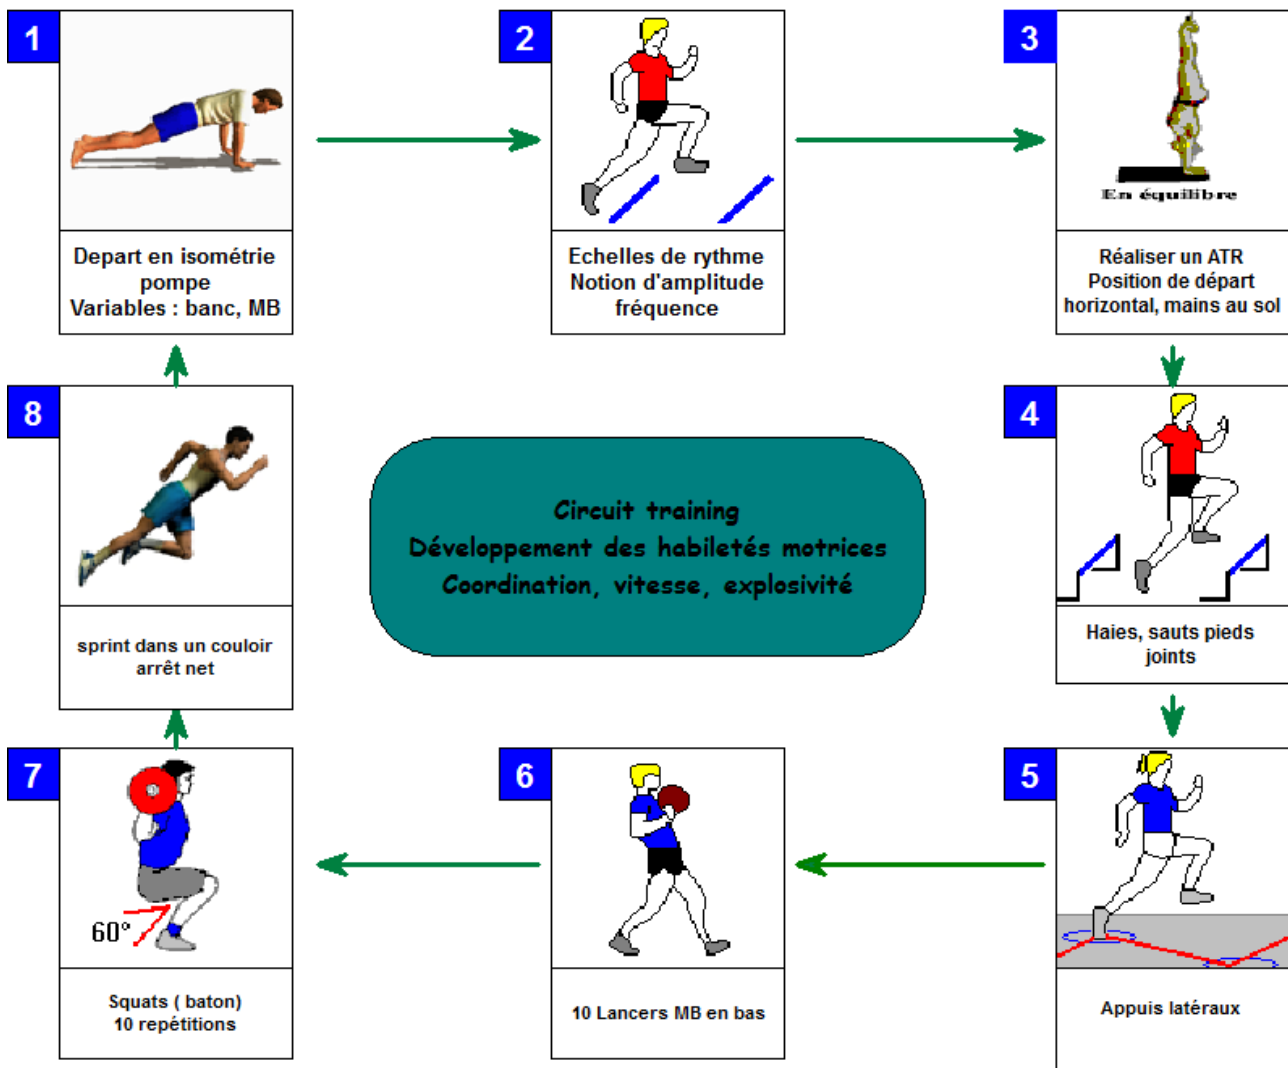 1
Depart en isométrie
pompe
Variables : banc, MB
2
Echelles de rythme
Notion d'amplitude
fréquence
3
En équilibre
Réaliser un ATR
Position de départ
horizontal, mains au sol
8
sprint dans un couloir
arrêt net
Circuit training
Développement des habiletés motrices
Coordination, vitesse, explosivité
4
Haies, sauts pieds
joints
7
60°
Squats ( baton)
10 repétitions
6
10 Lancers MB en bas
5
Appuis latéraux